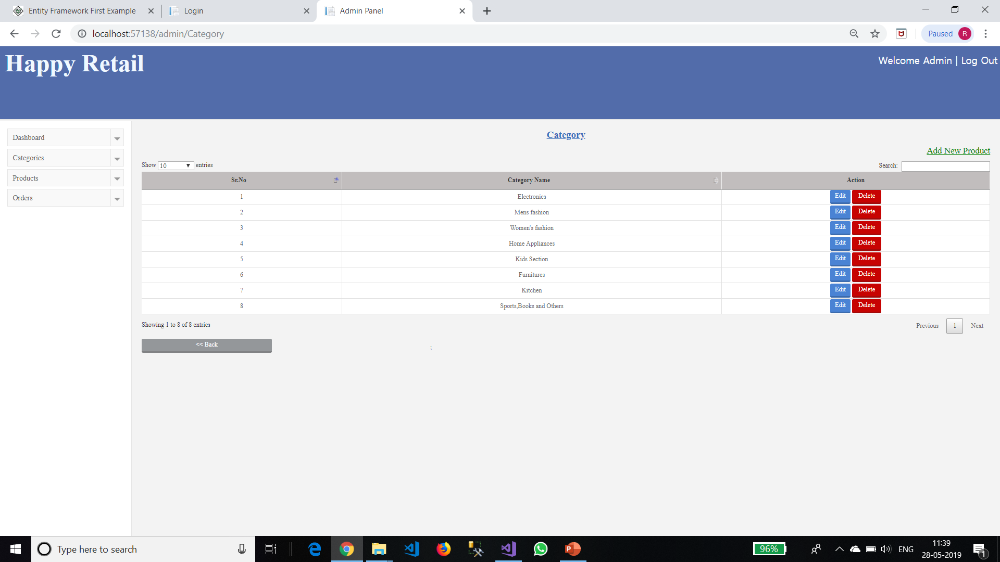 Entity Framework First Example
Login
Admin Panel
localhost:57138/admin/Category
Paused R
Happy Retail
Welcome Admin | Log Out
Dashboard
Categories
Products
Orders
Category
Add New Product
Show 10 entries
Search:
Sr.No Category Name Action
1 Electronics Edit Delete
2 Mens fashion Edit Delete
3 Women's fashion Edit Delete
4 Home Appliances Edit Delete
5 Kids Section Edit Delete
6 Furnitures Edit Delete
7 Kitchen Edit Delete
8 Sports,Books and Others Edit Delete
Showing 1 to 8 of 8 entries
Previous 1 Next
<< Back
;
Type here to search
96%
ENG
11:39
28-05-2019
1